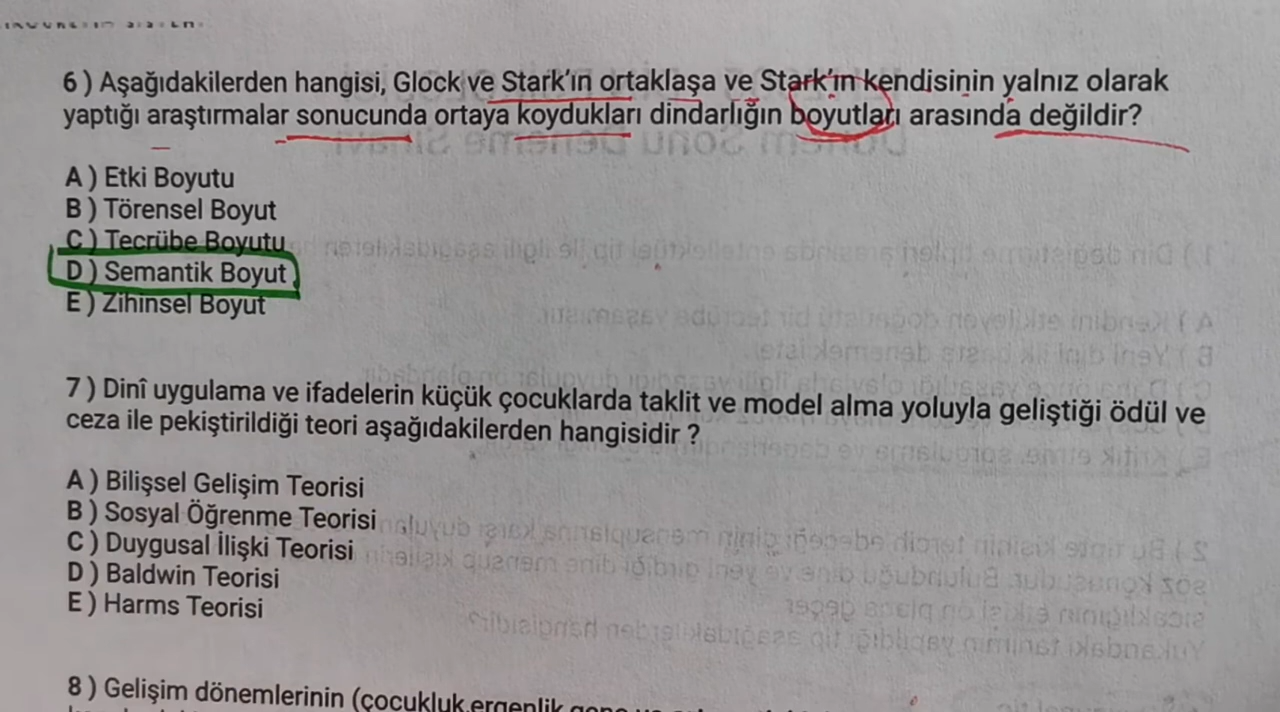 6 ) Aşağıdakilerden hangisi, Glock ve Stark'ın ortaklaşa ve Stark'ın kendisinin yalnız olarak
yaptığı araştırmalar sonucunda ortaya koydukları dindarlığın boyutları arasında değildir?
A ) Etki Boyutu
B ) Törensel Boyut
C ) Tecrübe Boyutu
D ) Semantik Boyut
E ) Zihinsel Boyut
7 ) Dinî uygulama ve ifadelerin küçük çocuklarda taklit ve model alma yoluyla geliştiği ödül ve
ceza ile pekiştirildiği teori aşağıdakilerden hangisidir ?
A ) Bilişsel Gelişim Teorisi
B ) Sosyal Öğrenme Teorisi
C ) Duygusal İlişki Teorisi
D ) Baldwin Teorisi
E ) Harms Teorisi
8 ) Gelişim dönemlerinin (çocukluk,ergenlik